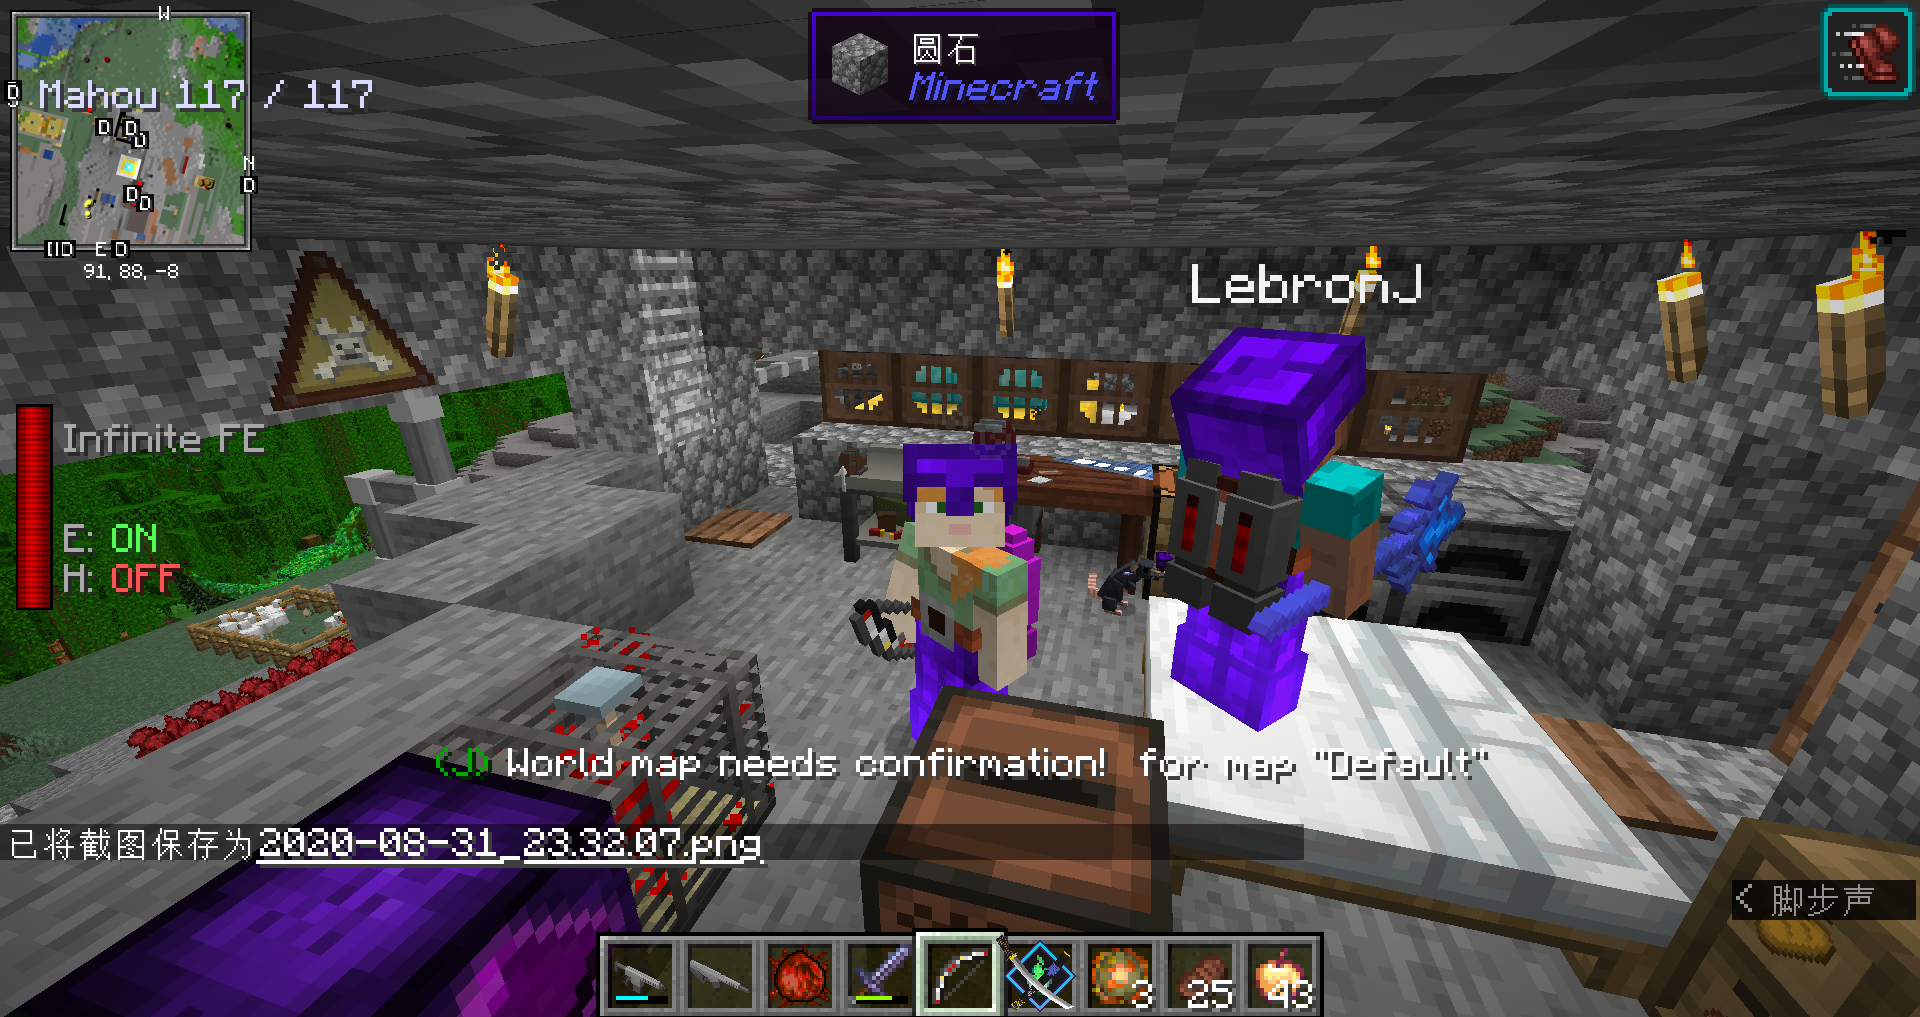 W
圆石
Minecraft
Mahou 117 / 117
D
D D
D
N
D
D
D
E D
91, 88, -8
LebronJ
Infinite FE
E: ON
H: OFF
(J) World map needs confirmation!  for map "Default"
已将截图保存为2020-08-31_23.32.07.png
< 脚步声
3
25
43